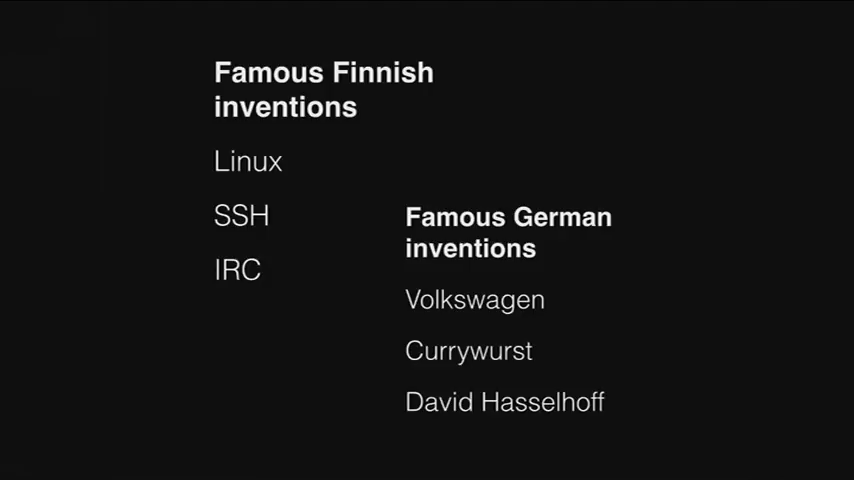 Famous Finnish
inventions
Linux
SSH
IRC
Famous German
inventions
Volkswagen
Currywurst
David Hasselhoff